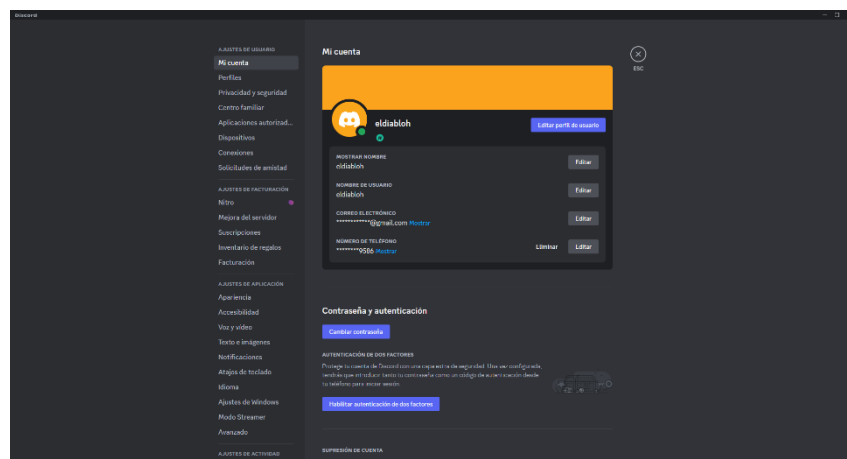 Discord
AJUSTES DE USUARIO
Mi cuenta
Perfiles
Privacidad y seguridad
Centro familiar
Aplicaciones autorizad...
Dispositivos
Conexiones
Solicitudes de amistad
AJUSTES DE FACTURACIÓN
Nitro
Mejora del servidor
Suscripciones
Inventario de regalos
Facturación
AJUSTES DE APLICACIÓN
Apariencia
Accesibilidad
Voz y vídeo
Texto e imágenes
Notificaciones
Atajos de teclado
Idioma
Ajustes de Windows
Modo Streamer
Avanzado
AJUSTES DE ACTIVIDAD
Mi cuenta
ESC
eldiabloh
Editar perfil de usuario
MOSTRAR NOMBRE
eldiabloh
Editar
NOMBRE DE USUARIO
eldiabloh
Editar
CORREO ELECTRÓNICO
************@gmail.com Mostrar
Editar
NÚMERO DE TELÉFONO
********9586 Mostrar
Eliminar Editar
Contraseña y autenticación
Cambiar contraseña
AUTENTICACIÓN DE DOS FACTORES
Protege tu cuenta de Discord con una capa extra de seguridad. Una vez configurada,
tendrás que introducir tanto tu contraseña como un código de autenticación desde
tu teléfono para iniciar sesión.
Habilitar autenticación de dos factores
SUPRESIÓN DE CUENTA